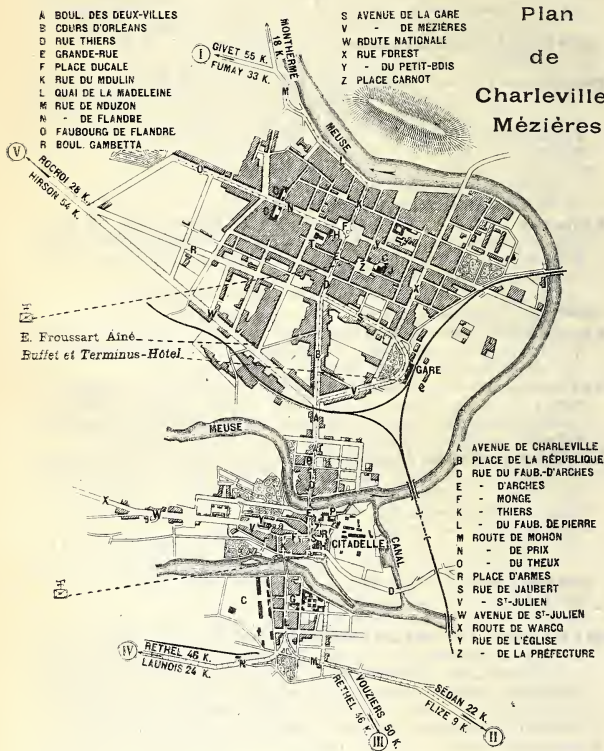 A BOUL. DES DEUX-VILLES
B COURS D'ORLÉANS
D RUE THIERS
E GRANDE-RUE
F PLACE DUCALE
K RUE DU MOULIN
L QUAI DE LA MADELEINE
M RUE DE NOUZON
N - DE FLANDRE
O FAUBOURG DE FLANDRE
R BOUL. GAMBETTA
S AVENUE DE LA GARE
V - DE MÉZIÈRES
W ROUTE NATIONALE
X RUE FOREST
Y - DU PETIT-BOIS
Z PLACE CARNOT
Plan
de
Charleville
Mézières
MONTHERMÉ
18 K.
I
GIVET 55 K.
FUMAY 33 K.
MEUSE
V
ROCROI 28 K.
HIRSON 54 K.
E. Froussart Aîné
Buffet et Terminus-Hôtel
GARE
MEUSE
CITADELLE
CANAL
A AVENUE DE CHARLEVILLE
B PLACE DE LA RÉPUBLIQUE
D RUE DU FAUB.-D'ARCHES
E - D'ARCHES
F - MONGE
K - THIERS
L - DU FAUB. DE PIERRE
M ROUTE DE MOHON
N - DE PRIX
O - DU THEUX
R PLACE D'ARMES
S RUE DE JAUBERT
V - ST-JULIEN
W AVENUE DE ST-JULIEN
X ROUTE DE WARCQ
Y RUE DE L'ÉGLISE
Z - DE LA PRÉFECTURE
IV
RETHEL 46 K.
LAUNOIS 24 K.
VOUZIERS 50 K.
RETHEL 46 K.
III
SÉDAN 22 K.
FLIZE 9 K.
II